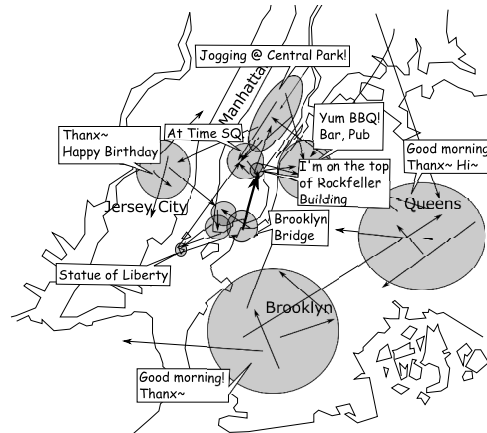 Jogging @ Central Park!
Manhatta
Yum BBQ!
Bar, Pub
Thanx~
Happy Birthday
At Time SQ.
Good morning
Thanx~ Hi~
I'm on the top
of Rockfeller
Building
Queens
Jersey City
Brooklyn
Bridge
Statue of Liberty
Brooklyn
Good morning!
Thanx~